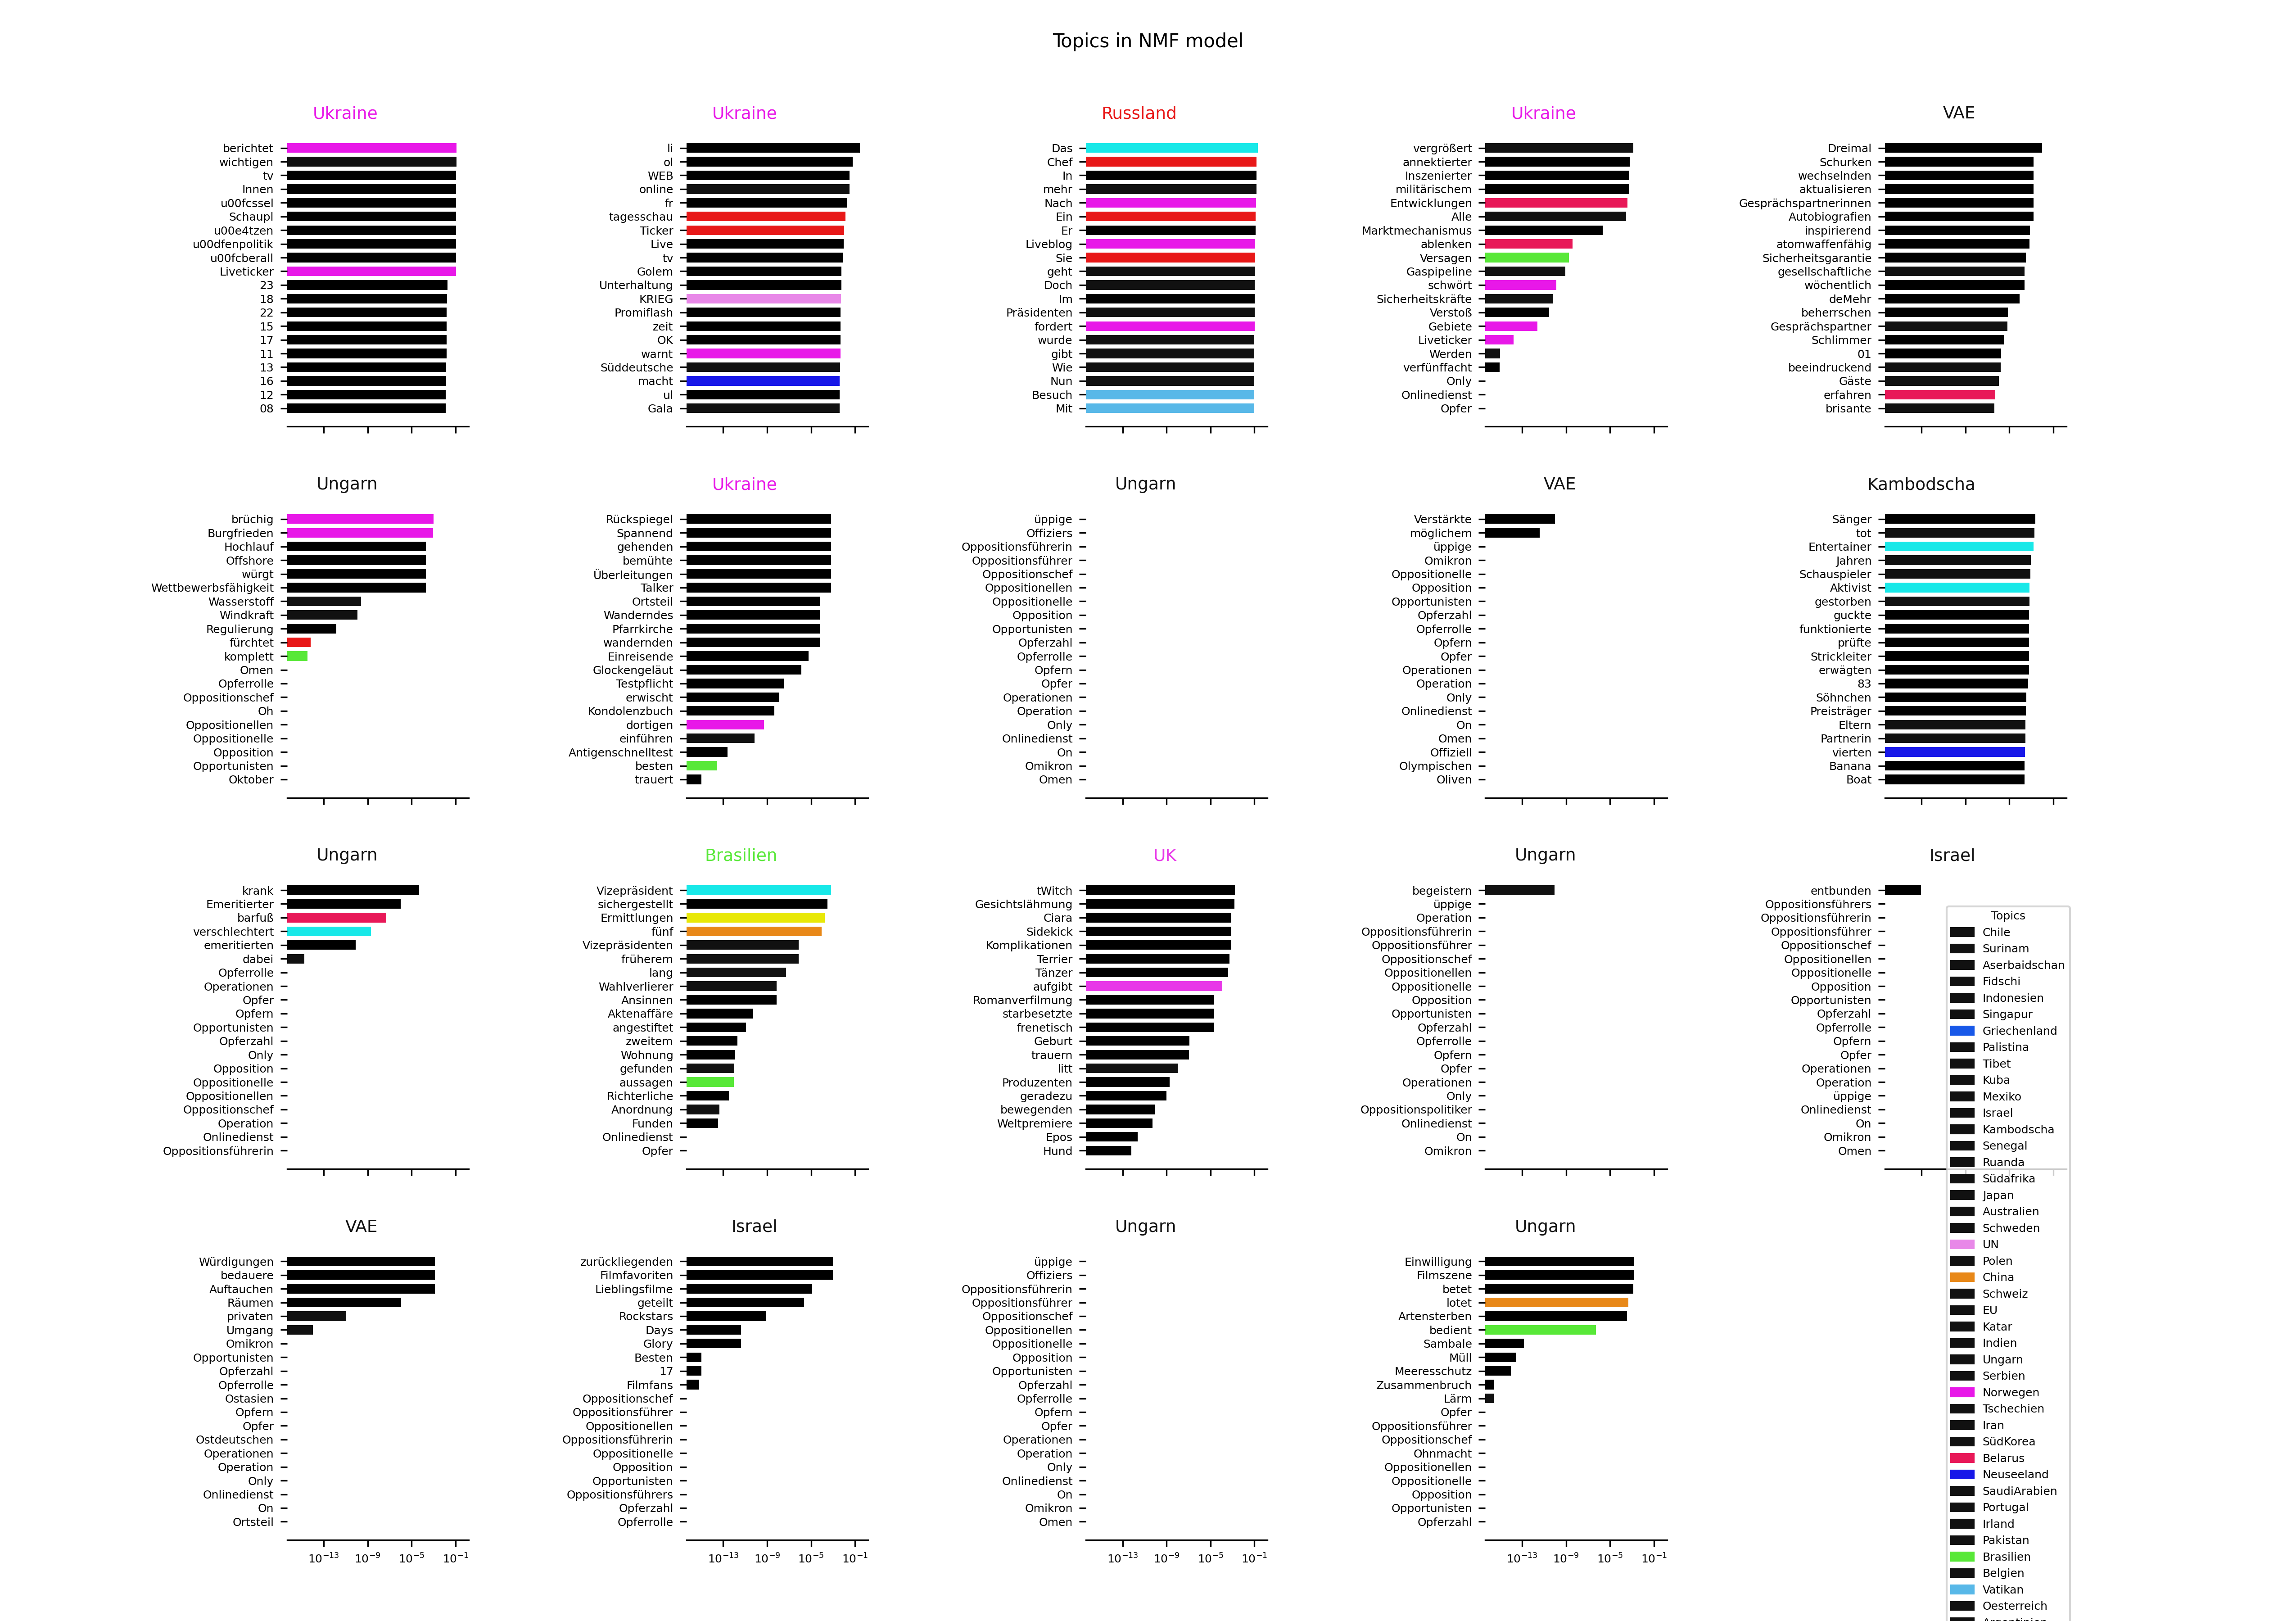 Topics in NMF model
Ukraine
berichtet
wichtigen
tv
Innen
u00fcssel
Schaupl
u00e4tzen
u00dfenpolitik
u00fcberall
Liveticker
23
18
22
15
17
11
13
16
12
08
Ukraine
li
ol
WEB
online
fr
tagesschau
Ticker
Live
tv
Golem
Unterhaltung
KRIEG
Promiflash
zeit
OK
warnt
Süddeutsche
macht
ul
Gala
Russland
Das
Chef
In
mehr
Nach
Ein
Er
Liveblog
Sie
geht
Doch
Im
Präsidenten
fordert
wurde
gibt
Wie
Nun
Besuch
Mit
Ukraine
vergrößert
annektierter
Inszenierter
militärischem
Entwicklungen
Alle
Marktmechanismus
ablenken
Versagen
Gaspipeline
schwört
Sicherheitskräfte
Verstoß
Gebiete
Liveticker
Werden
verfünffacht
Only
Onlinedienst
Opfer
VAE
Dreimal
Schurken
wechselnden
aktualisieren
Gesprächspartnerinnen
Autobiografien
inspirierend
atomwaffenfähig
Sicherheitsgarantie
gesellschaftliche
wöchentlich
deMehr
beherrschen
Gesprächspartner
Schlimmer
01
beeindruckend
Gäste
erfahren
brisante
Ungarn
brüchig
Burgfrieden
Hochlauf
Offshore
würgt
Wettbewerbsfähigkeit
Wasserstoff
Windkraft
Regulierung
fürchtet
komplett
Omen
Opferrolle
Oppositionschef
Oh
Oppositionellen
Oppositionelle
Opposition
Opportunisten
Oktober
Ukraine
Rückspiegel
Spannend
gehenden
bemühte
Überleitungen
Talker
Ortsteil
Wanderndes
Pfarrkirche
wandernden
Einreisende
Glockengeläut
Testpflicht
erwischt
Kondolenzbuch
dortigen
einführen
Antigenschnelltest
besten
trauert
Ungarn
üppige
Offiziers
Oppositionsführerin
Oppositionsführer
Oppositionschef
Oppositionellen
Oppositionelle
Opposition
Opportunisten
Opferzahl
Opferrolle
Opfern
Opfer
Operationen
Operation
Only
Onlinedienst
On
Omikron
Omen
VAE
Verstärkte
möglichem
üppige
Omikron
Oppositionelle
Opposition
Opportunisten
Opferzahl
Opferrolle
Opfern
Opfer
Operationen
Operation
Only
Onlinedienst
On
Omen
Offiziell
Olympischen
Oliven
Kambodscha
Sänger
tot
Entertainer
Jahren
Schauspieler
Aktivist
gestorben
guckte
funktionierte
prüfte
Strickleiter
erwägten
83
Söhnchen
Preisträger
Eltern
Partnerin
vierten
Banana
Boat
Ungarn
krank
Emeritierter
barfuß
verschlechtert
emeritierten
dabei
Opferrolle
Operationen
Opfer
Opfern
Opportunisten
Opferzahl
Only
Opposition
Oppositionelle
Oppositionellen
Oppositionschef
Operation
Onlinedienst
Oppositionsführerin
Brasilien
Vizepräsident
sichergestellt
Ermittlungen
fünf
Vizepräsidenten
früherem
lang
Wahlverlierer
Ansinnen
Aktenaffäre
angestiftet
zweitem
Wohnung
gefunden
aussagen
Richterliche
Anordnung
Funden
Onlinedienst
Opfer
UK
tWitch
Gesichtslähmung
Ciara
Sidekick
Komplikationen
Terrier
Tänzer
aufgibt
Romanverfilmung
starbesetzte
frenetisch
Geburt
trauern
litt
Produzenten
geradezu
bewegenden
Weltpremiere
Epos
Hund
Ungarn
begeistern
üppige
Operation
Oppositionsführerin
Oppositionsführer
Oppositionschef
Oppositionellen
Oppositionelle
Opposition
Opportunisten
Opferzahl
Opferrolle
Opfern
Opfer
Operationen
Only
Oppositionspolitiker
Onlinedienst
On
Omikron
Israel
entbunden
Oppositionsführers
Oppositionsführerin
Oppositionsführer
Oppositionschef
Oppositionellen
Oppositionelle
Opposition
Opportunisten
Opferzahl
Opferrolle
Opfern
Opfer
Operationen
Operation
üppige
Onlinedienst
On
Omikron
Omen
VAE
Würdigungen
bedauere
Auftauchen
Räumen
privaten
Umgang
Omikron
Opportunisten
Opferzahl
Opferrolle
Ostasien
Opfern
Opfer
Ostdeutschen
Operationen
Operation
Only
Onlinedienst
On
Ortsteil
10⁻¹³ 10⁻⁹ 10⁻⁵ 10⁻¹
Israel
zurückliegenden
Filmfavoriten
Lieblingsfilme
geteilt
Rockstars
Days
Glory
Besten
17
Filmfans
Oppositionschef
Oppositionsführer
Oppositionellen
Oppositionsführerin
Oppositionelle
Opposition
Opportunisten
Oppositionsführers
Opferzahl
Opferrolle
10⁻¹³ 10⁻⁹ 10⁻⁵ 10⁻¹
Ungarn
üppige
Offiziers
Oppositionsführerin
Oppositionsführer
Oppositionschef
Oppositionellen
Oppositionelle
Opposition
Opportunisten
Opferzahl
Opferrolle
Opfern
Opfer
Operationen
Operation
Only
Onlinedienst
On
Omikron
Omen
10⁻¹³ 10⁻⁹ 10⁻⁵ 10⁻¹
Ungarn
Einwilligung
Filmszene
betet
lotet
Artensterben
bedient
Sambale
Müll
Meeresschutz
Zusammenbruch
Lärm
Opfer
Oppositionsführer
Oppositionschef
Ohnmacht
Oppositionellen
Oppositionelle
Opposition
Opportunisten
Opferzahl
10⁻¹³ 10⁻⁹ 10⁻⁵ 10⁻¹
Topics
Chile
Surinam
Aserbaidschan
Fidschi
Indonesien
Singapur
Griechenland
Palistina
Tibet
Kuba
Mexiko
Israel
Kambodscha
Senegal
Ruanda
Südafrika
Japan
Australien
Schweden
UN
Polen
China
Schweiz
EU
Katar
Indien
Ungarn
Serbien
Norwegen
Tschechien
Iran
SüdKorea
Belarus
Neuseeland
SaudiArabien
Portugal
Irland
Pakistan
Brasilien
Belgien
Vatikan
Oesterreich